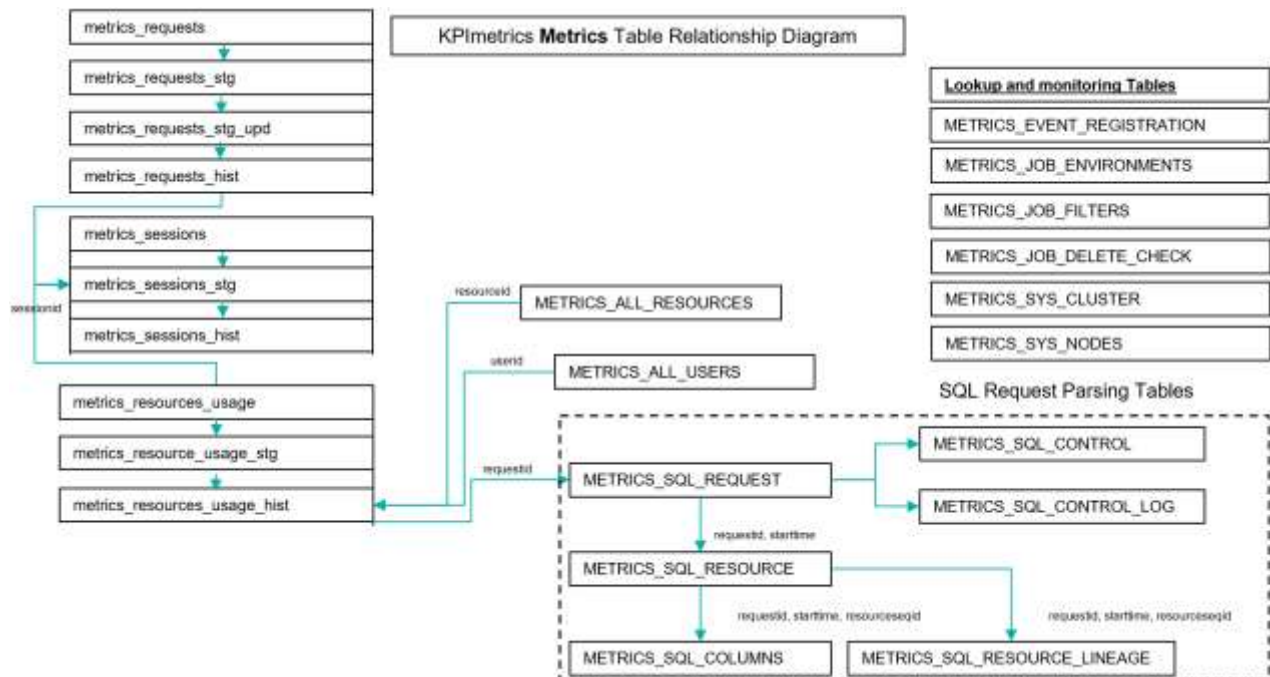 KPImetrics Metrics Table Relationship Diagram
metrics_requests
metrics_requests_stg
metrics_requests_stg_upd
metrics_requests_hist
metrics_sessions
metrics_sessions_stg
metrics_sessions_hist
sessionid
metrics_resources_usage
metrics_resource_usage_stg
metrics_resources_usage_hist
resourceid
METRICS_ALL_RESOURCES
userid
METRICS_ALL_USERS
Lookup and monitoring Tables
METRICS_EVENT_REGISTRATION
METRICS_JOB_ENVIRONMENTS
METRICS_JOB_FILTERS
METRICS_JOB_DELETE_CHECK
METRICS_SYS_CLUSTER
METRICS_SYS_NODES
SQL Request Parsing Tables
requestid
METRICS_SQL_REQUEST
METRICS_SQL_CONTROL
METRICS_SQL_CONTROL_LOG
requestid, starttime
METRICS_SQL_RESOURCE
requestid, starttime, resourceseqid
requestid, starttime, resourceseqid
METRICS_SQL_COLUMNS
METRICS_SQL_RESOURCE_LINEAGE